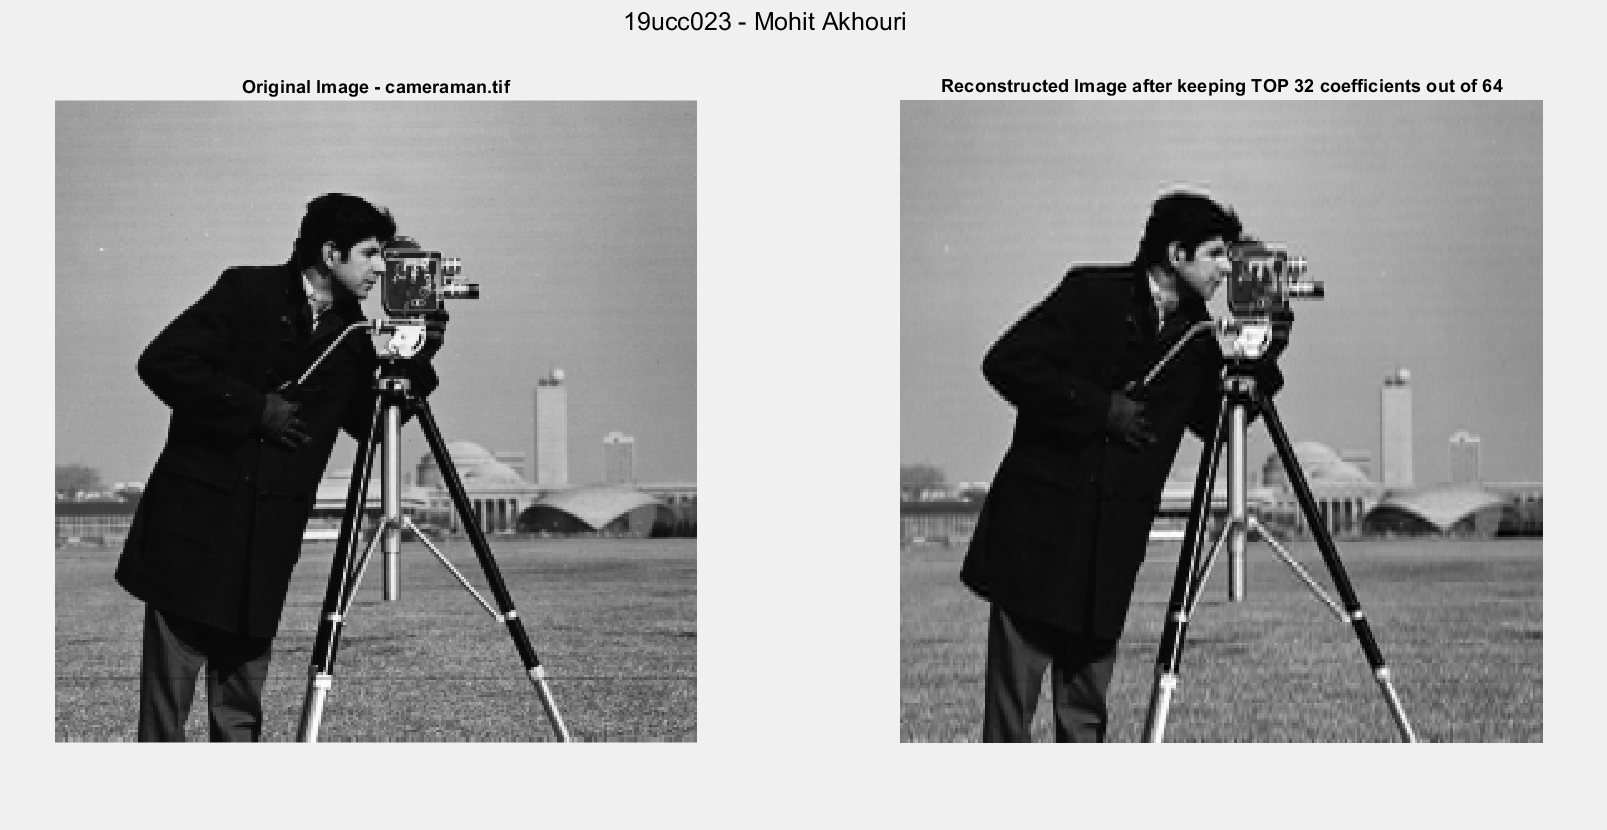 19ucc023 - Mohit Akhouri
Original Image - cameraman.tif
Reconstructed Image after keeping TOP 32 coefficients out of 64